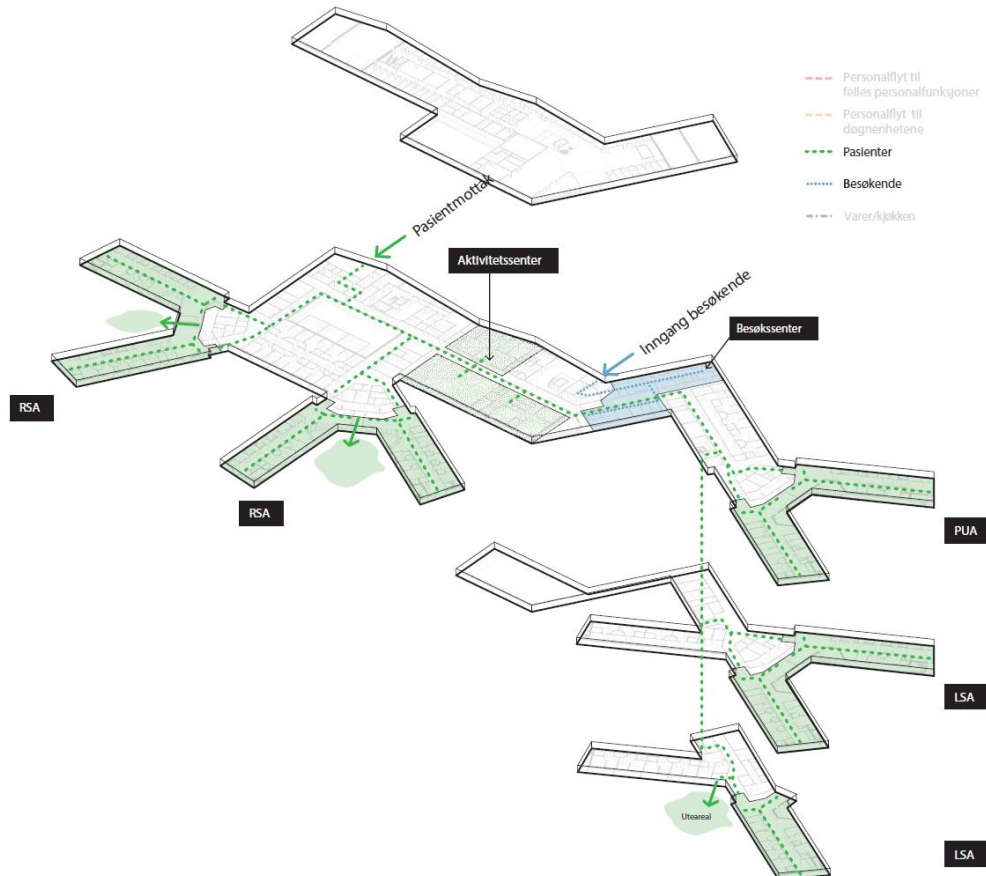 Personalflyt til
felles personalfunksjoner
Personalflyt til
døgnenhetene
Pasienter
Besøkende
Varer/kjøkken
Pasientmottak
Aktivitetssenter
Inngang besøkende
Besøkssenter
RSA
RSA
PUA
LSA
Uteareal
LSA